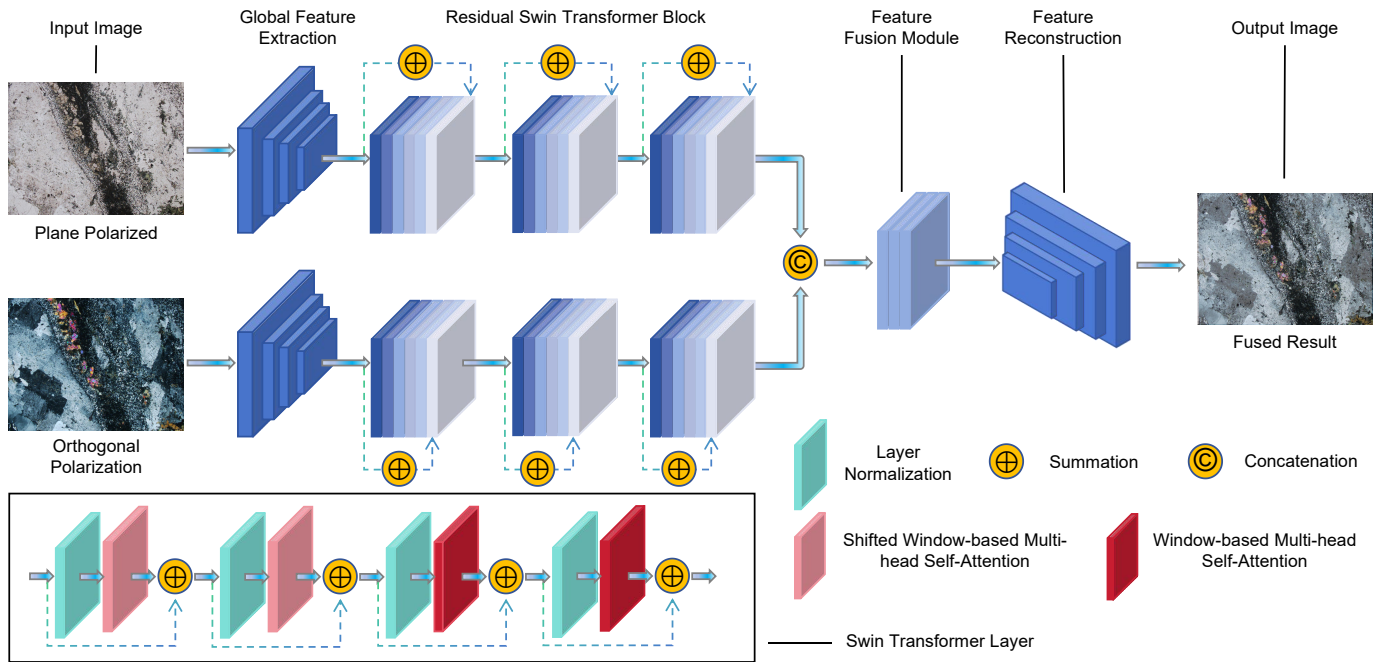 Input Image
Global Feature
Extraction
Residual Swin Transformer Block
Feature
Fusion Module
Feature
Reconstruction
Output Image
Plane Polarized
©
Fused Result
Orthogonal
Polarization
Layer
Normalization
Summation
©
Concatenation
Shifted Window-based Multi-
head Self-Attention
Window-based Multi-head
Self-Attention
Swin Transformer Layer